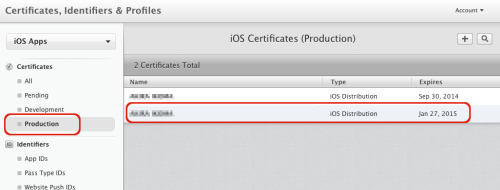 Certificates, Identifiers & Profiles
Account
iOS Apps
iOS Certificates (Production)
Certificates
All
Pending
Development
Production
Identifiers
App IDs
Pass Type IDs
Website Push IDs
2 Certificates Total
Name Type Expires
iOS Distribution Sep 30, 2014
iOS Distribution Jan 27, 2015